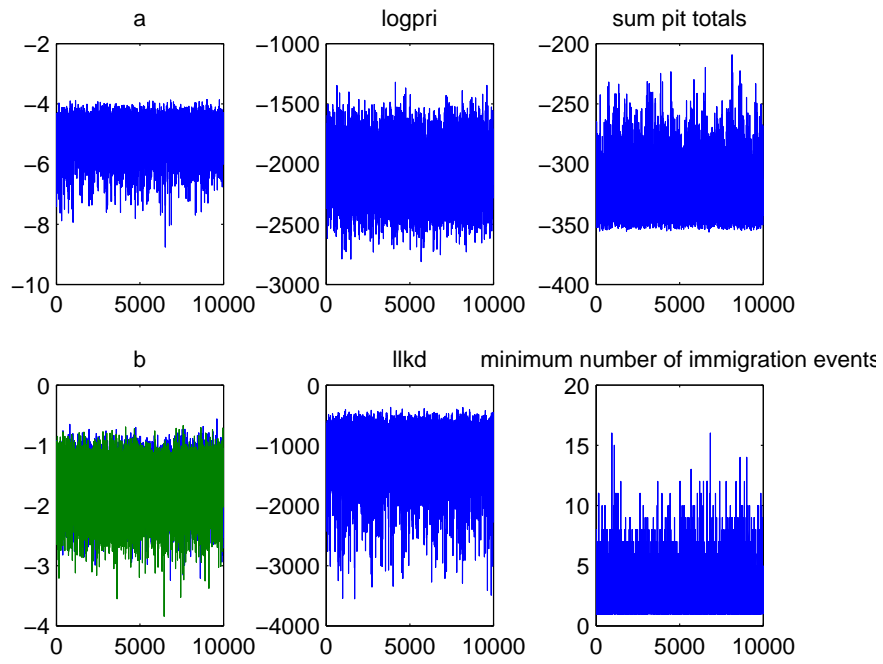 a
−2
−4
−6
−8
−10
0 5000 10000
logpri
−1000
−1500
−2000
−2500
−3000
0 5000 10000
sum pit totals
−200
−250
−300
−350
−400
0 5000 10000
b
0
−1
−2
−3
−4
0 5000 10000
llkd
0
−1000
−2000
−3000
−4000
0 5000 10000
minimum number of immigration events
20
15
10
5
0
0 5000 10000